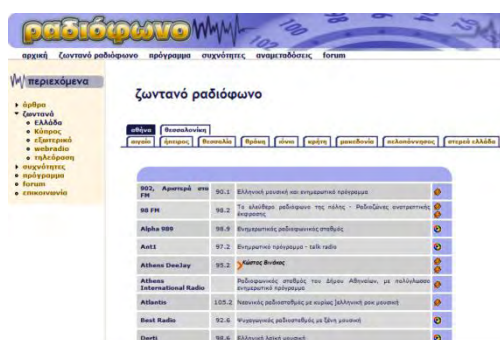 ραδιόφωνο
100
98
102
αρχική ζωντανό ραδιόφωνο πρόγραμμα συχνότητες αναμεταδόσεις forum
περιεχόμενα
άρθρα
ζωντανά
Ελλάδα
Κύπρος
εξωτερικό
webradio
τηλεόραση
συχνότητες
πρόγραμμα
forum
επικοινωνία
ζωντανό ραδιόφωνο
αθήνα θεσσαλονίκη
αιγαίο ήπειρος θεσσαλία θράκη ιόνιο κρήτη μακεδονία πελοπόννησος στερεά ελλάδα
902, Αριστερά στα FM 90.1 Ελληνική μουσική και ενημερωτικό πρόγραμμα
98 FM 98.2 Το ελεύθερο ραδιόφωνο της πόλης - Ραδιοζώνες ανατρεπτικής έκφρασης
Alpha 989 98.9 Ενημερωτικός ραδιοφωνικός σταθμός
Ant1 97.2 Ενημερωτικό πρόγραμμα - talk radio
Athens DeeJay 95.2 Κώστας Βινάκος
Athens International Radio Ραδιοφωνικός σταθμός του Δήμου Αθηναίων, με πολύγλωσσο ενημερωτικό πρόγραμμα
Atlantis 105.2 Νεανικός ραδιοσταθμός με κυρίως ελληνική ροκ μουσική
Best Radio 92.6 Ψυχαγωγικός ραδιοσταθμός με ξένη μουσική
Derti 98.6 Ελληνική λαϊκή μουσική